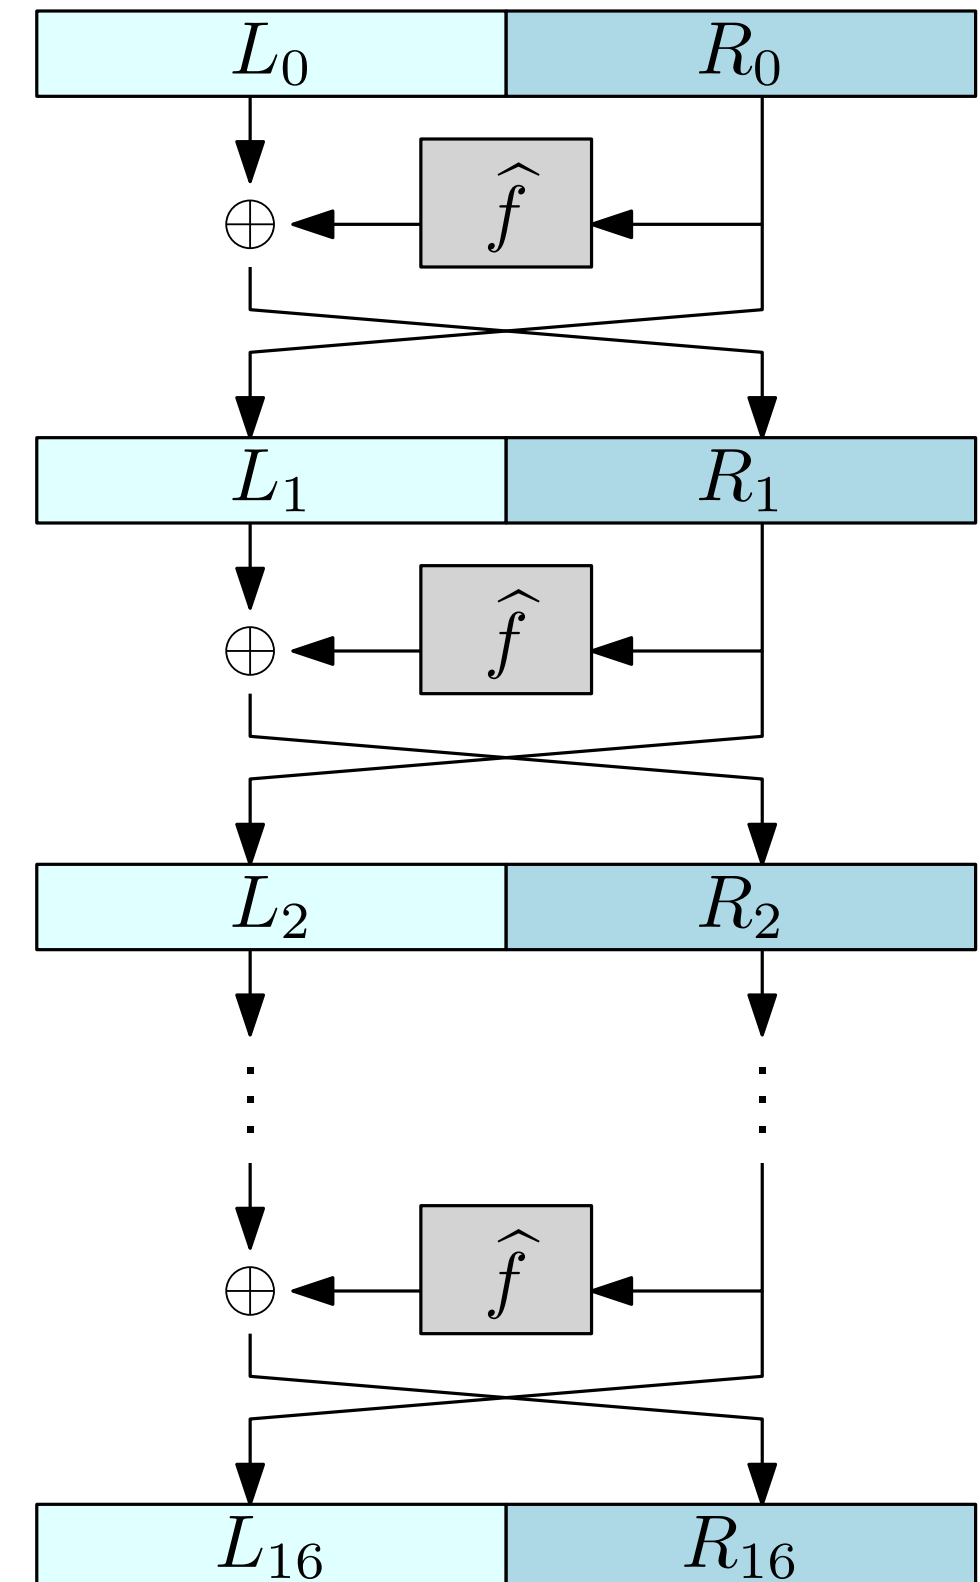 L₀ R₀
⊕ f̂
L₁ R₁
⊕ f̂
L₂ R₂
⋮ ⋮
⊕ f̂
L₁₆ R₁₆